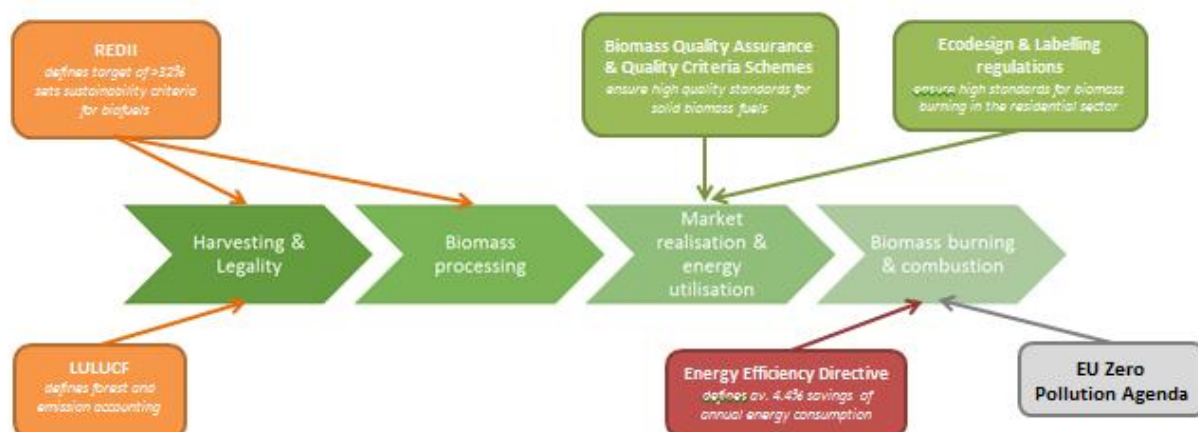 REDII
defines target of >32%
sets sustainability criteria
for biofuels
Biomass Quality Assurance
& Quality Criteria Schemes
ensure high quality standards for
solid biomass fuels
Ecodesign & Labelling
regulations
ensure high standards for biomass
burning in the residential sector
Harvesting &
Legality
Biomass
processing
Market
realisation &
energy
utilisation
Biomass burning
& combustion
LULUCF
defines forest and
emission accounting
Energy Efficiency Directive
defines av. 4.4% savings of
annual energy consumption
EU Zero
Pollution Agenda